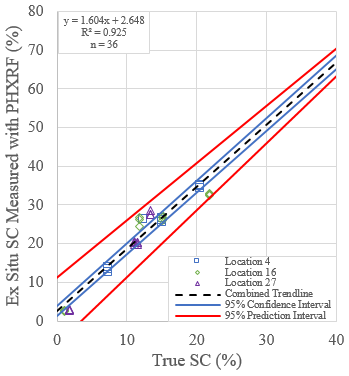 y = 1.604x + 2.648
R² = 0.925
n = 36
Ex Situ SC Measured with PHXRF (%)
80
70
60
50
40
30
20
10
0
0
10
20
30
40
True SC (%)
Location 4
Location 16
Location 27
Combined Trendline
95% Confidence Interval
95% Prediction Interval